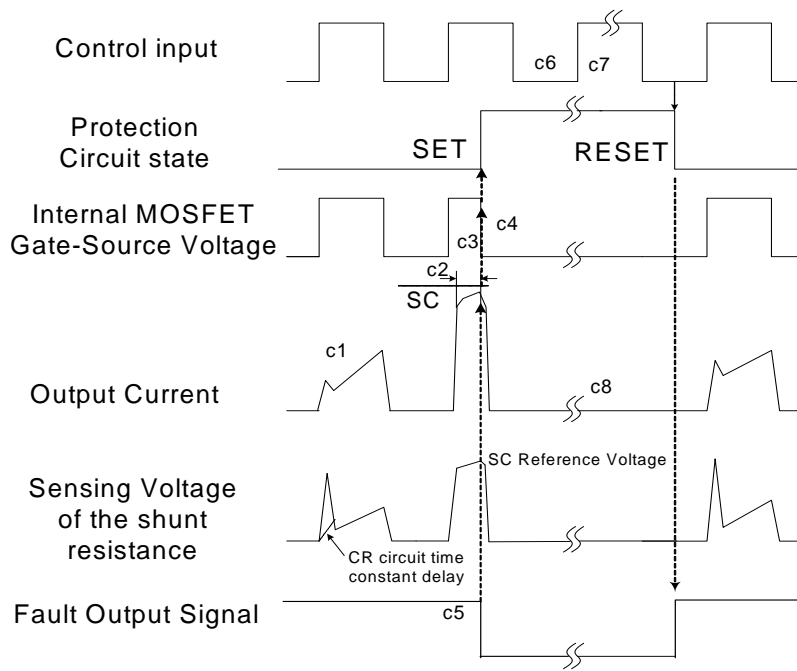 Control input
c6
c7
Protection
Circuit state
SET
RESET
Internal MOSFET
Gate-Source Voltage
c4
c3
c2
SC
c1
Output Current
c8
SC Reference Voltage
Sensing Voltage
of the shunt
resistance
CR circuit time
constant delay
Fault Output Signal
c5